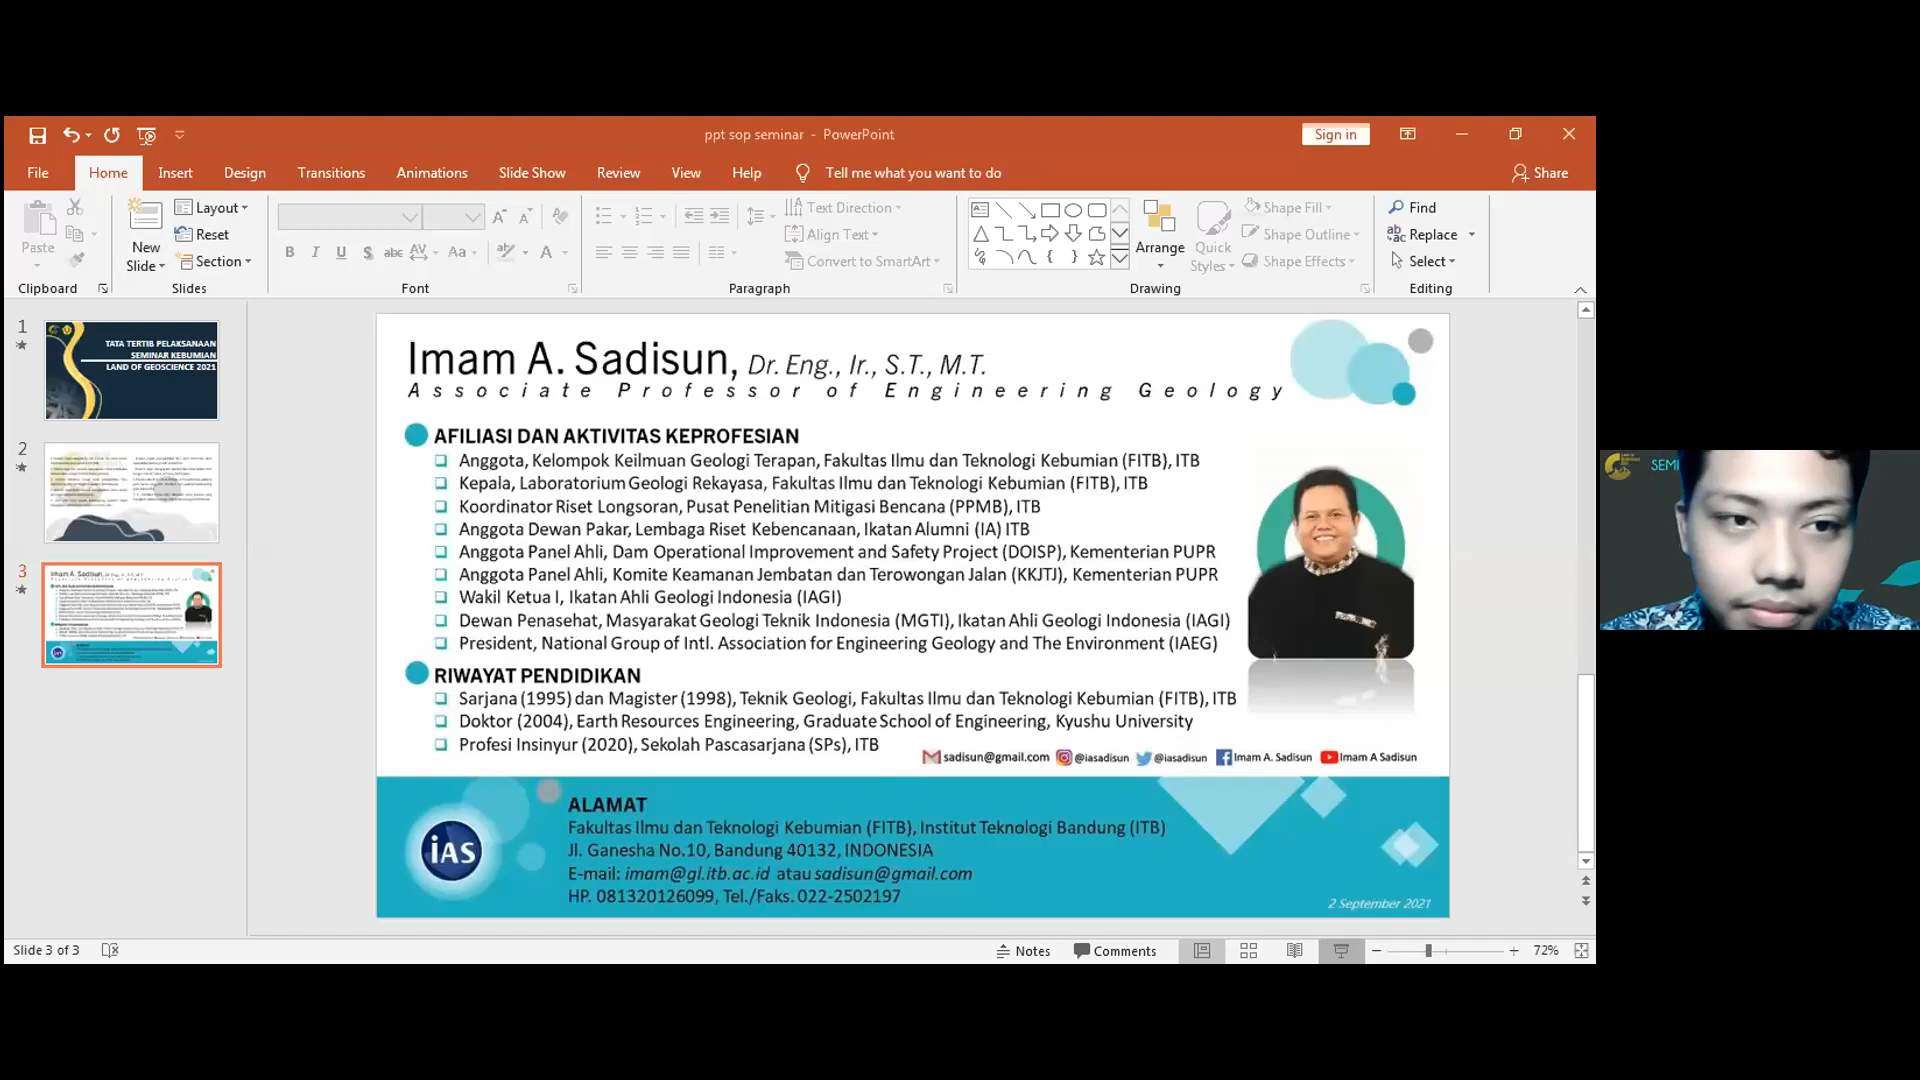 ppt sop seminar - PowerPoint
Sign in
File Home Insert Design Transitions Animations Slide Show Review View Help Tell me what you want to do Share
Paste
New Slide
Layout
Reset
Section
B I U S abc AV Aa A
Text Direction
Align Text
Convert to SmartArt
Arrange
Quick Styles
Shape Fill
Shape Outline
Shape Effects
Find
Replace
Select
Clipboard Slides Font Paragraph Drawing Editing
1
TATA TERTIB PELAKSANAAN
SEMINAR KEBUMIAN
LAND OF GEOSCIENCE 2021
2
3
Imam A. Sadisun, Dr. Eng., Ir., S.T., M.T.
Associate Professor of Engineering Geology
AFILIASI DAN AKTIVITAS KEPROFESIAN
Anggota, Kelompok Keilmuan Geologi Terapan, Fakultas Ilmu dan Teknologi Kebumian (FITB), ITB
Kepala, Laboratorium Geologi Rekayasa, Fakultas Ilmu dan Teknologi Kebumian (FITB), ITB
Koordinator Riset Longsoran, Pusat Penelitian Mitigasi Bencana (PPMB), ITB
Anggota Dewan Pakar, Lembaga Riset Kebencanaan, Ikatan Alumni (IA) ITB
Anggota Panel Ahli, Dam Operational Improvement and Safety Project (DOISP), Kementerian PUPR
Anggota Panel Ahli, Komite Keamanan Jembatan dan Terowongan Jalan (KKJTJ), Kementerian PUPR
Wakil Ketua I, Ikatan Ahli Geologi Indonesia (IAGI)
Dewan Penasehat, Masyarakat Geologi Teknik Indonesia (MGTI), Ikatan Ahli Geologi Indonesia (IAGI)
President, National Group of Intl. Association for Engineering Geology and The Environment (IAEG)
RIWAYAT PENDIDIKAN
Sarjana (1995) dan Magister (1998), Teknik Geologi, Fakultas Ilmu dan Teknologi Kebumian (FITB), ITB
Doktor (2004), Earth Resources Engineering, Graduate School of Engineering, Kyushu University
Profesi Insinyur (2020), Sekolah Pascasarjana (SPs), ITB
sadisun@gmail.com @iasadisun @iasadisun Imam A. Sadisun Imam A Sadisun
iAS
ALAMAT
Fakultas Ilmu dan Teknologi Kebumian (FITB), Institut Teknologi Bandung (ITB)
Jl. Ganesha No.10, Bandung 40132, INDONESIA
E-mail: imam@gl.itb.ac.id atau sadisun@gmail.com
HP. 081320126099, Tel./Faks. 022-2502197
2 September 2021
SEMI
Slide 3 of 3
Notes
Comments
72%